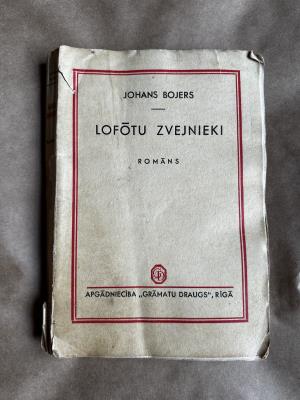 JOHANS BOJERS
LOFŌTU ZVEJNIEKI
ROMĀNS
APGĀDNIECĪBA „GRĀMATU DRAUGS", RĪGĀ